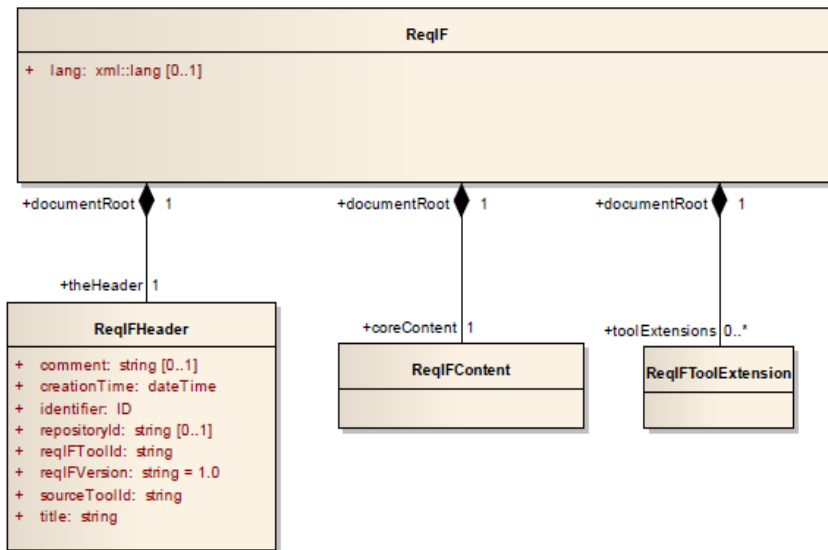 ReqIF
+ lang: xml::lang [0..1]
+documentRoot 1 +documentRoot 1 +documentRoot 1
+theHeader 1
+coreContent 1 +toolExtensions 0..*
ReqIFHeader
ReqIFContent ReqIFToolExtension
+ comment: string [0..1]
+ creationTime: dateTime
+ identifier: ID
+ repositoryId: string [0..1]
+ reqIFToolId: string
+ reqIFVersion: string = 1.0
+ sourceToolId: string
+ title: string